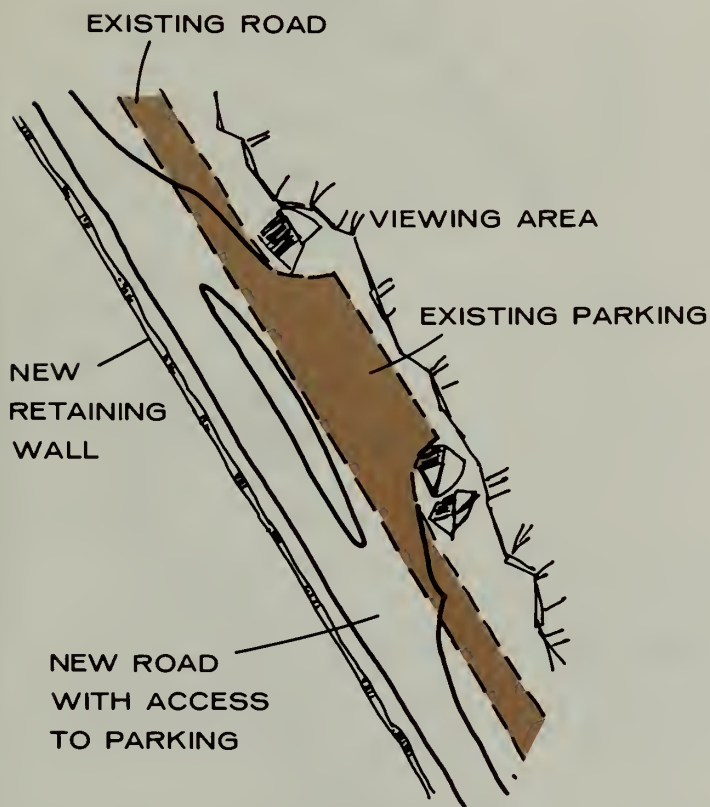 EXISTING ROAD
VIEWING AREA
EXISTING PARKING
NEW
RETAINING
WALL
NEW ROAD
WITH ACCESS
TO PARKING